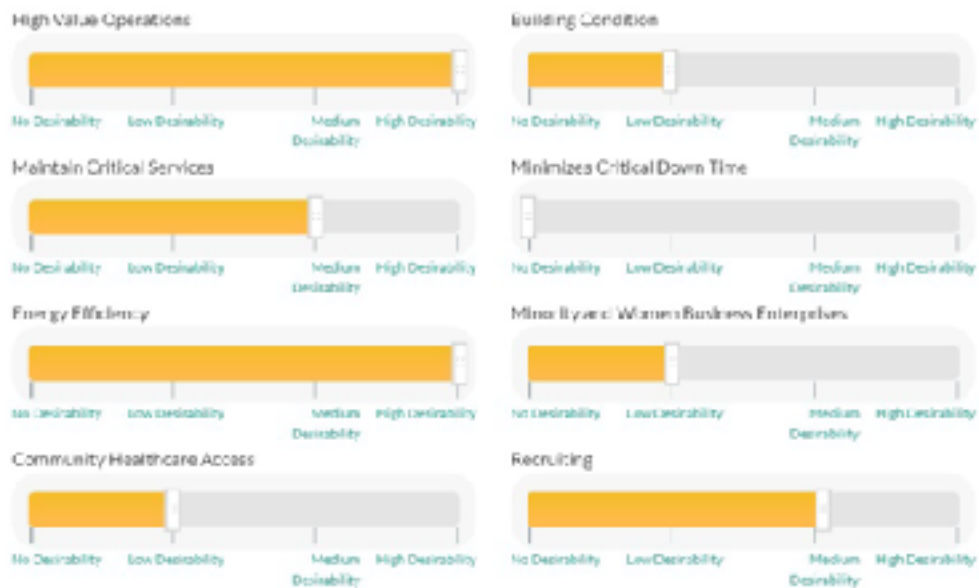 High Value Operations
No Desirability Low Desirability Medium Desirability High Desirability
Building Condition
No Desirability Low Desirability Medium Desirability High Desirability
Maintain Critical Services
No Desirability Low Desirability Medium Desirability High Desirability
Minimizes Critical Down Time
No Desirability Low Desirability Medium Desirability High Desirability
Energy Efficiency
No Desirability Low Desirability Medium Desirability High Desirability
Minority and Women Business Enterprises
No Desirability Low Desirability Medium Desirability High Desirability
Community Healthcare Access
No Desirability Low Desirability Medium Desirability High Desirability
Recruiting
No Desirability Low Desirability Medium Desirability High Desirability